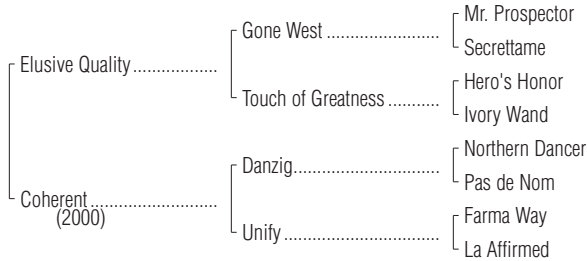 Mr. Prospector
Gone West
Secrettame
Elusive Quality
Hero's Honor
Touch of Greatness
Ivory Wand
Northern Dancer
Danzig
Pas de Nom
Coherent
(2000)
Farma Way
Unify
La Affirmed